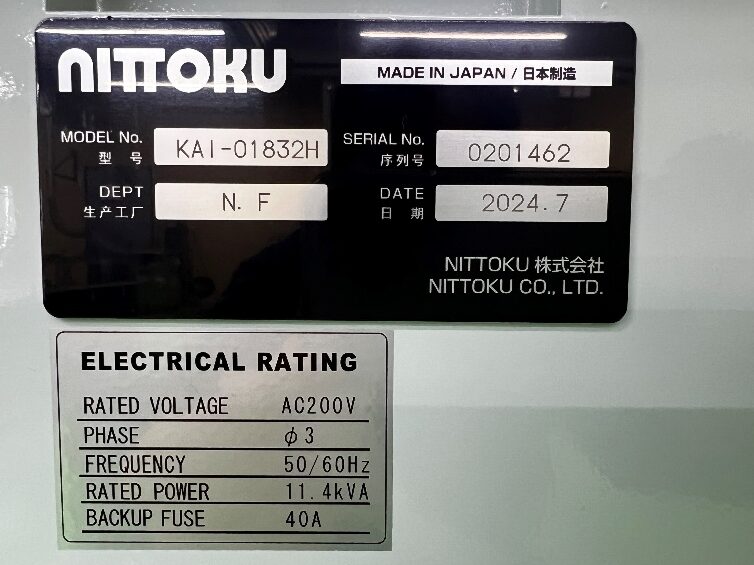 NITTOKU
MADE IN JAPAN / 日本制造
MODEL No. KAI-01832H SERIAL No. 0201462
型 号 序列号
DEPT N. F DATE 2024. 7
生产工厂 日 期
NITTOKU 株式会社
NITTOKU CO., LTD.
ELECTRICAL RATING
RATED VOLTAGE AC200V
PHASE ϕ3
FREQUENCY 50/60Hz
RATED POWER 11.4kVA
BACKUP FUSE 40A